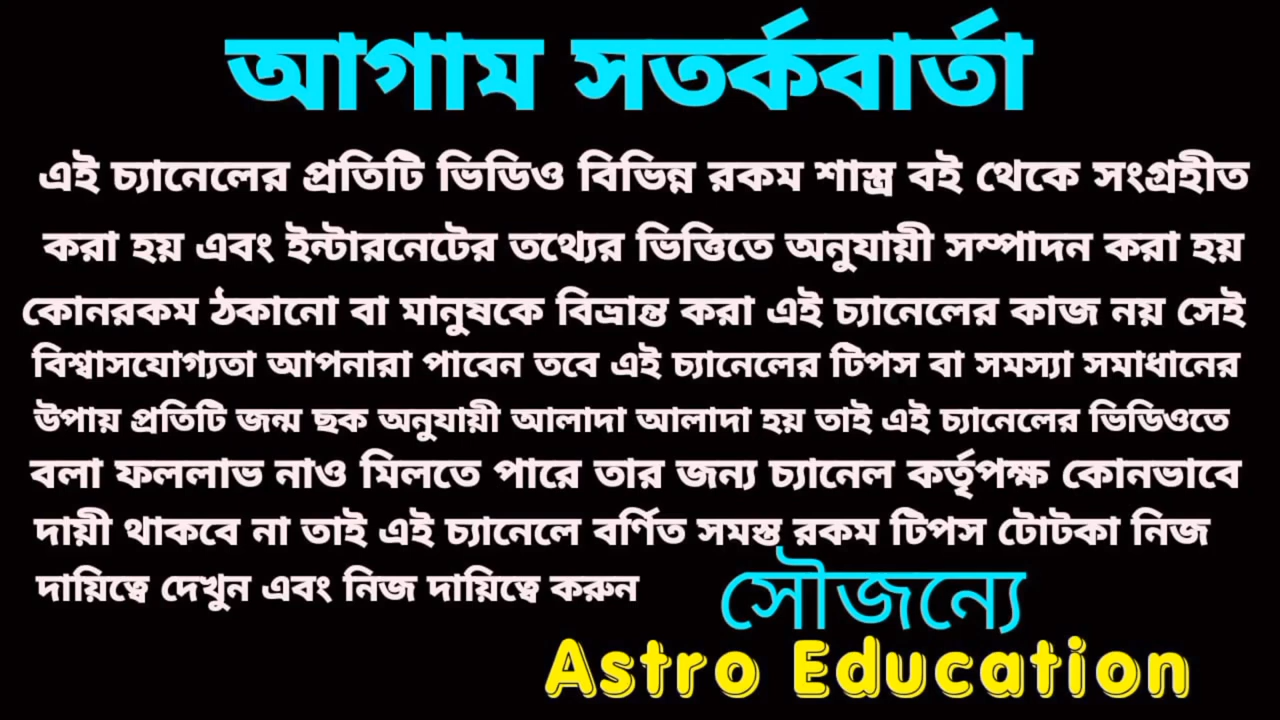 আগাম সতর্কবার্তা
এই চ্যানেলের প্রতিটি ভিডিও বিভিন্ন রকম শাস্ত্র বই থেকে সংগ্রহীত
করা হয় এবং ইন্টারনেটের তথ্যের ভিত্তিতে অনুযায়ী সম্পাদন করা হয়
কোনরকম ঠকানো বা মানুষকে বিভ্রান্ত করা এই চ্যানেলের কাজ নয় সেই
বিশ্বাসযোগ্যতা আপনারা পাবেন তবে এই চ্যানেলের টিপস বা সমস্যা সমাধানের
উপায় প্রতিটি জন্ম ছক অনুযায়ী আলাদা আলাদা হয় তাই এই চ্যানেলের ভিডিওতে
বলা ফললাভ নাও মিলতে পারে তার জন্য চ্যানেল কর্তৃপক্ষ কোনভাবে
দায়ী থাকবে না তাই এই চ্যানেলে বর্ণিত সমস্ত রকম টিপস টোটকা নিজ
দায়িত্বে দেখুন এবং নিজ দায়িত্বে করুন
সৌজন্যে
Astro Education